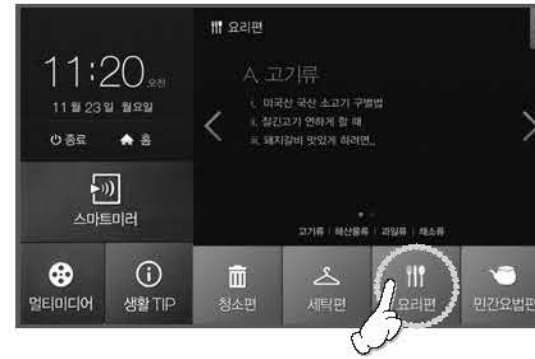 요리편
11:20 오전
11월 23일 월요일
종료 홈
스마트미러
멀티미디어
생활 TIP
A. 고기류
i. 미국산 국산 소고기 구별법
ii. 질긴고기 연하게 할 때
iii. 돼지갈비 맛있게 하려면..
고기류 | 해산물류 | 과일류 | 채소류
청소편
세탁편
요리편
민간요법편